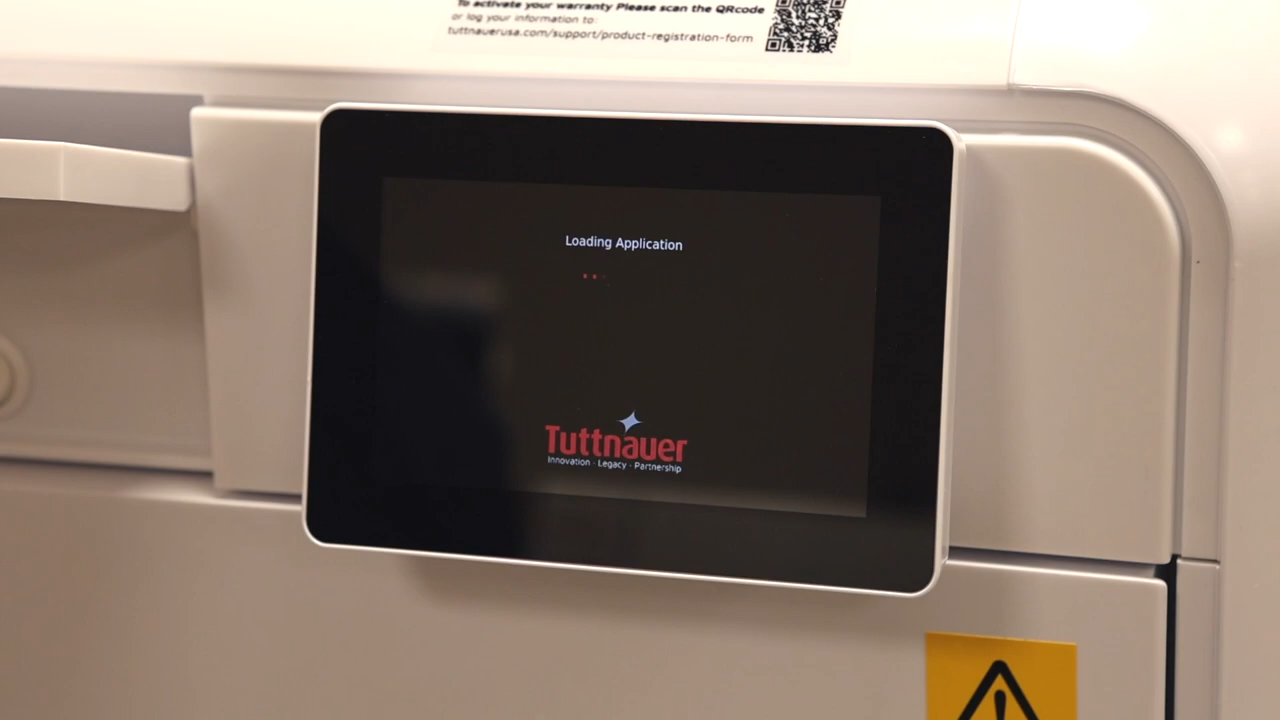 To activate your warranty Please scan the QRcode
or log your information to:
tuttnauerusa.com/support/product-registration-form
Loading Application
Tuttnauer
Innovation · Legacy · Partnership